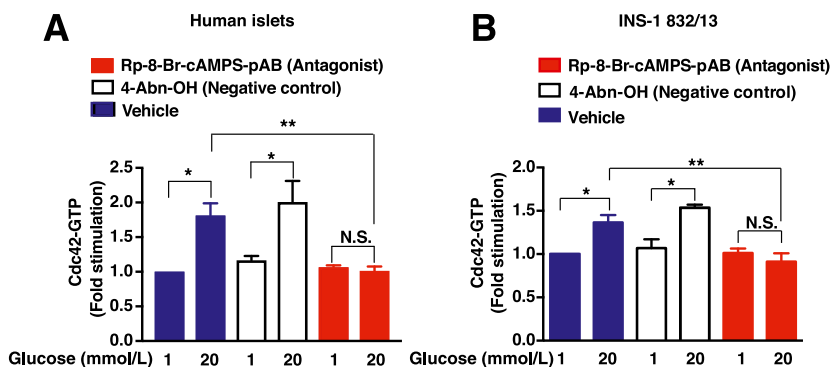 A
Human islets
Rp-8-Br-cAMPS-pAB (Antagonist)
4-Abn-OH (Negative control)
Vehicle
**
*
*
N.S.
Cdc42-GTP
(Fold stimulation)
2.5
2.0
1.5
1.0
0.5
0.0
Glucose (mmol/L) 1 20 1 20 1 20
B
INS-1 832/13
Rp-8-Br-cAMPS-pAB (Antagonist)
4-Abn-OH (Negative control)
Vehicle
**
*
*
N.S.
Cdc42-GTP
(Fold stimulation)
2.0
1.5
1.0
0.5
0.0
Glucose (mmol/L) 1 20 1 20 1 20